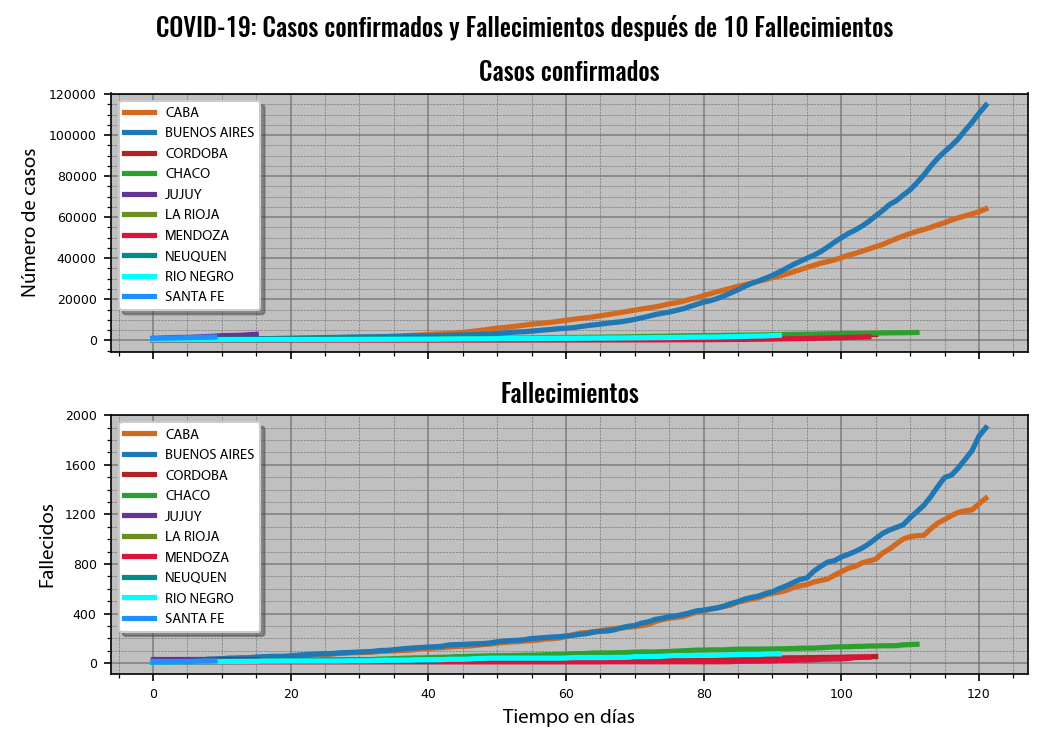 COVID-19: Casos confirmados y Fallecimientos después de 10 Fallecimientos
Casos confirmados
Número de casos
120000
100000
80000
60000
40000
20000
0
CABA
BUENOS AIRES
CORDOBA
CHACO
JUJUY
LA RIOJA
MENDOZA
NEUQUEN
RIO NEGRO
SANTA FE
Fallecimientos
Fallecidos
2000
1600
1200
800
400
0
CABA
BUENOS AIRES
CORDOBA
CHACO
JUJUY
LA RIOJA
MENDOZA
NEUQUEN
RIO NEGRO
SANTA FE
0 20 40 60 80 100 120
Tiempo en días